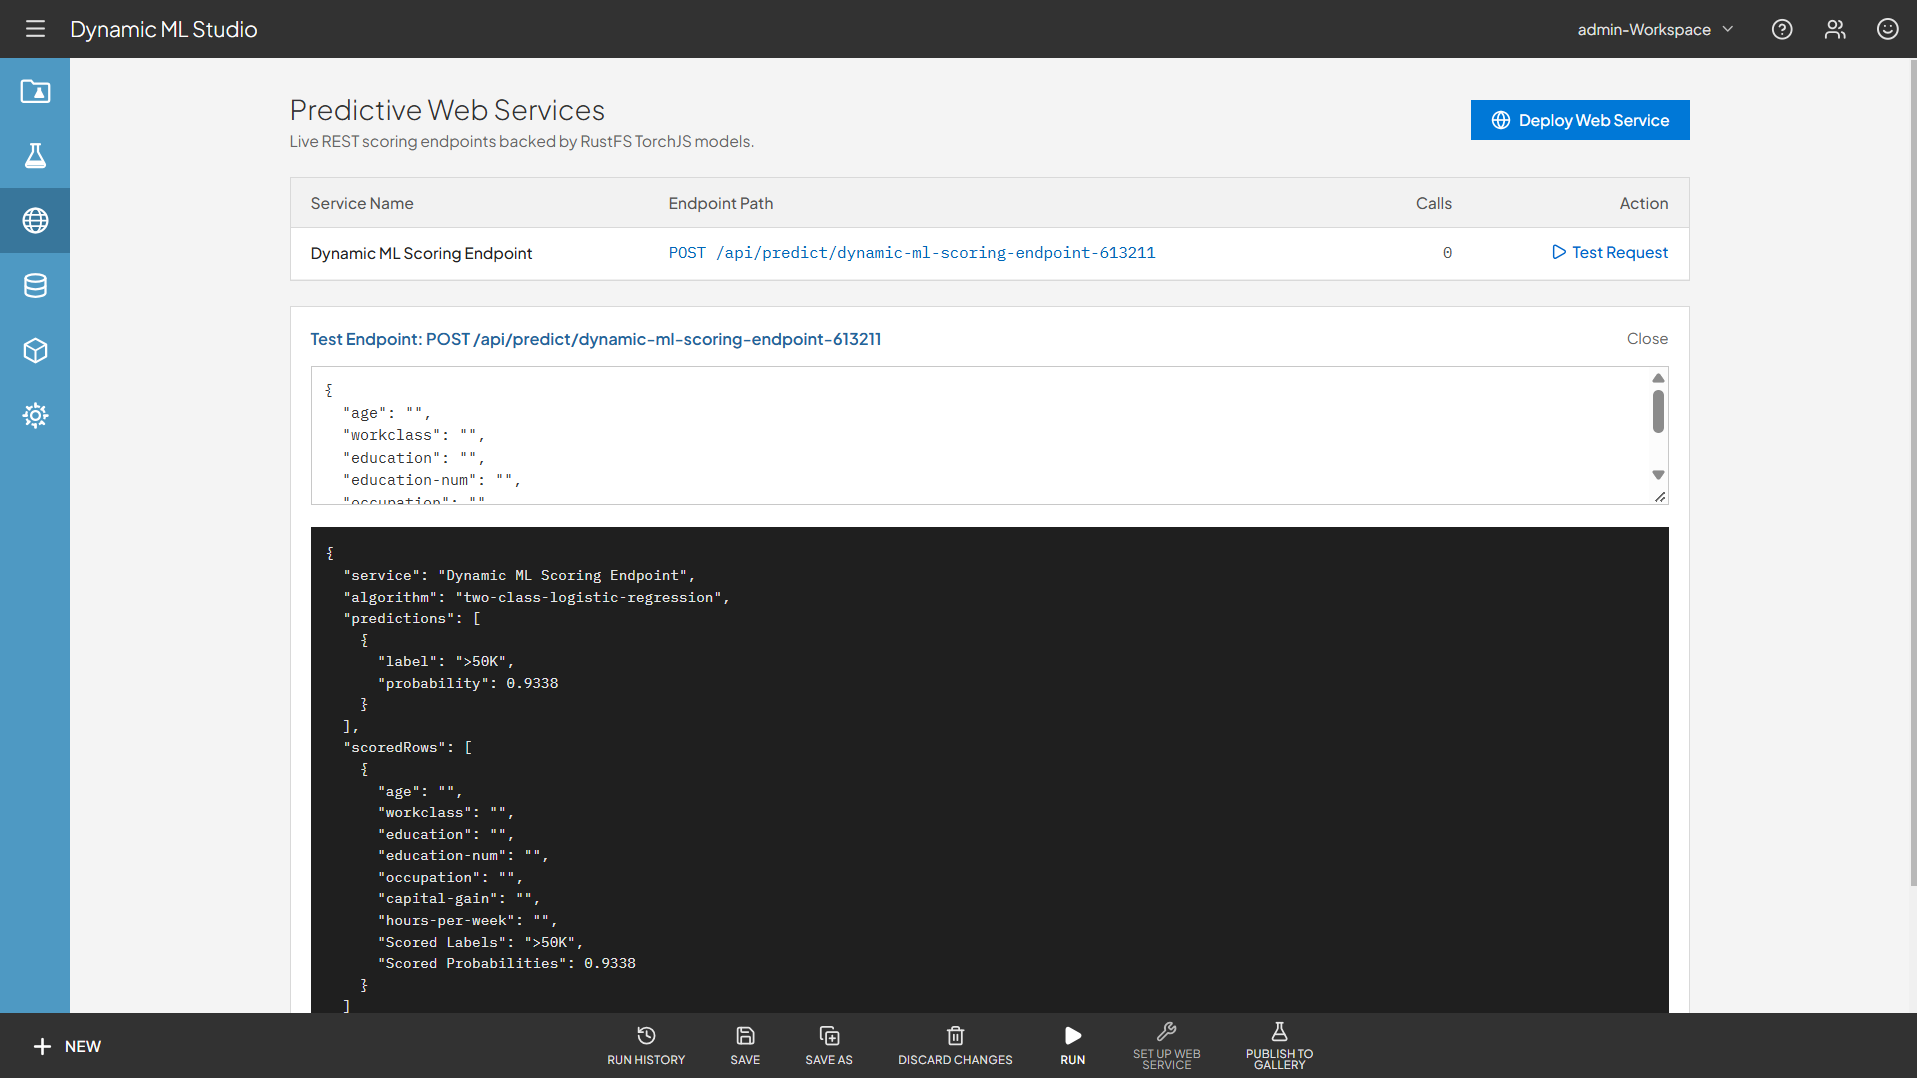 Dynamic ML Studio
admin-Workspace
Predictive Web Services
Live REST scoring endpoints backed by RustFS TorchJS models.
Deploy Web Service
Service Name Endpoint Path Calls Action
Dynamic ML Scoring Endpoint POST /api/predict/dynamic-ml-scoring-endpoint-613211 0 Test Request
Test Endpoint: POST /api/predict/dynamic-ml-scoring-endpoint-613211 Close
{
"age": "",
"workclass": "",
"education": "",
"education-num": "",
"occupation": ""
{
"service": "Dynamic ML Scoring Endpoint",
"algorithm": "two-class-logistic-regression",
"predictions": [
{
"label": ">50K",
"probability": 0.9338
}
],
"scoredRows": [
{
"age": "",
"workclass": "",
"education": "",
"education-num": "",
"occupation": "",
"capital-gain": "",
"hours-per-week": "",
"Scored Labels": ">50K",
"Scored Probabilities": 0.9338
}
]
NEW
RUN HISTORY
SAVE
SAVE AS
DISCARD CHANGES
RUN
SET UP WEB
SERVICE
PUBLISH TO
GALLERY